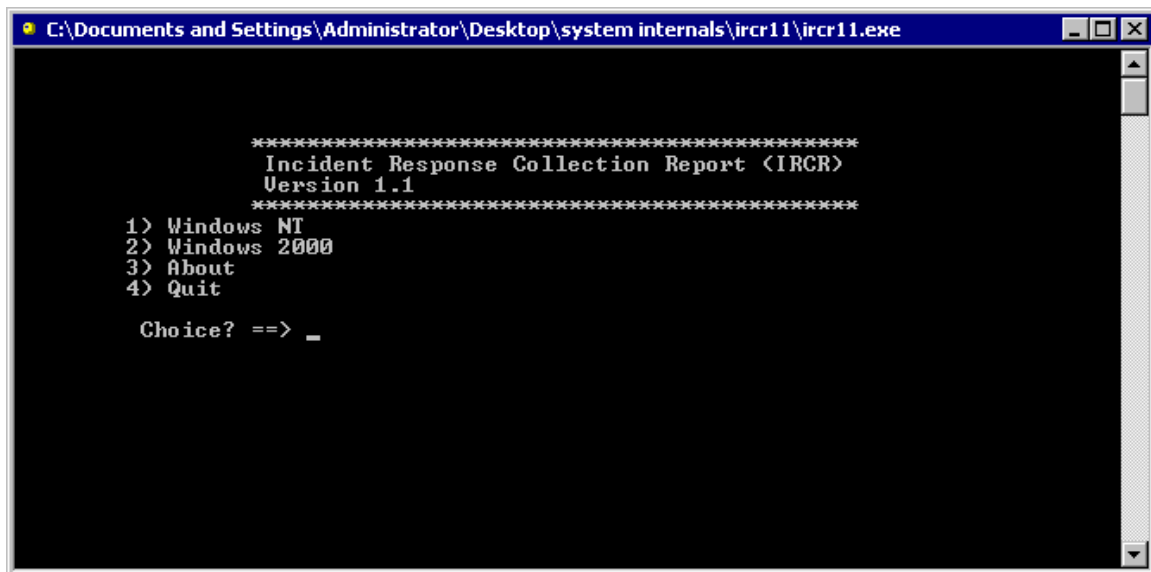 C:\Documents and Settings\Administrator\Desktop\system internals\ircr11\ircr11.exe
********************************************
Incident Response Collection Report (IRCR)
Version 1.1
********************************************
1) Windows NT
2) Windows 2000
3) About
4) Quit
Choice? ==> _